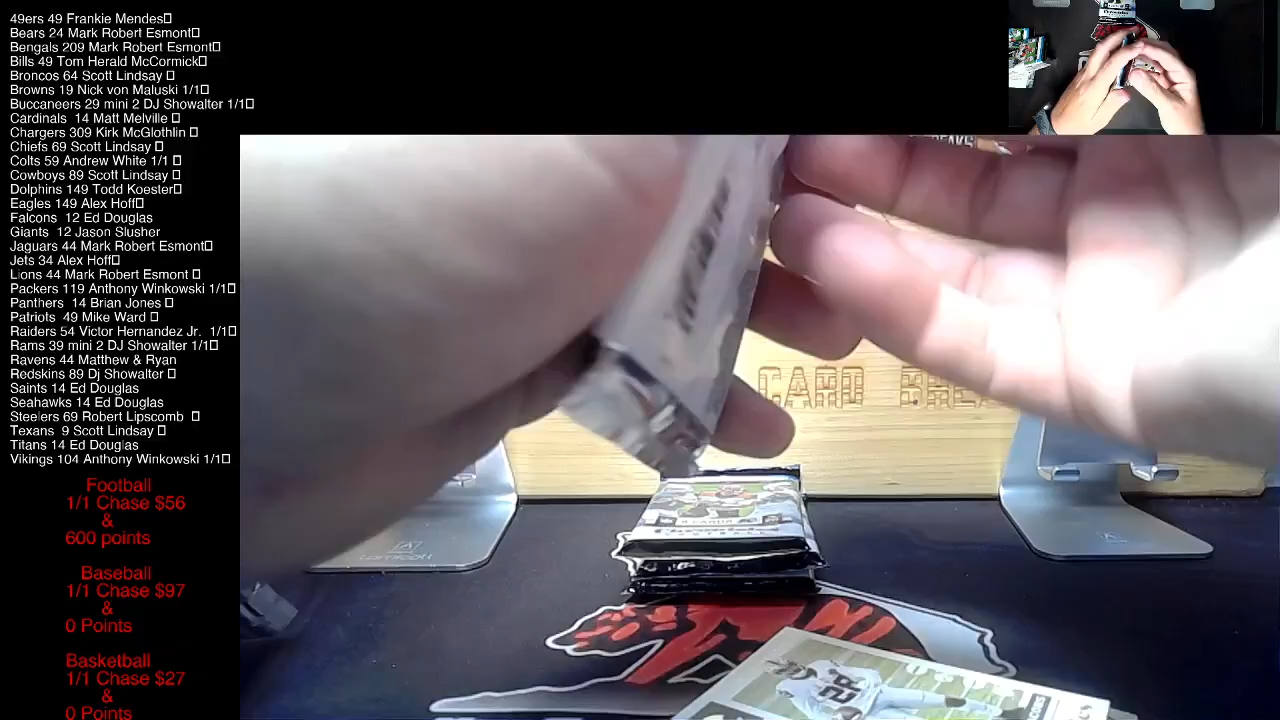 49ers 49 Frankie Mendes
Bears 24 Mark Robert Esmont
Bengals 209 Mark Robert Esmont
Bills 49 Tom Herald McCormick
Broncos 64 Scott Lindsay
Browns 19 Nick von Maluski 1/1
Buccaneers 29 mini 2 DJ Showalter 1/1
Cardinals 14 Matt Melville
Chargers 309 Kirk McGlothlin
Chiefs 69 Scott Lindsay
Colts 59 Andrew White 1/1
Cowboys 89 Scott Lindsay
Dolphins 149 Todd Koester
Eagles 149 Alex Hoff
Falcons 12 Ed Douglas
Giants 12 Jason Slusher
Jaguars 44 Mark Robert Esmont
Jets 34 Alex Hoff
Lions 44 Mark Robert Esmont
Packers 119 Anthony Winkowski 1/1
Panthers 14 Brian Jones
Patriots 49 Mike Ward
Raiders 54 Victor Hernandez Jr. 1/1
Rams 39 mini 2 DJ Showalter 1/1
Ravens 44 Matthew & Ryan
Redskins 89 Dj Showalter
Saints 14 Ed Douglas
Seahawks 14 Ed Douglas
Steelers 69 Robert Lipscomb
Texans 9 Scott Lindsay
Titans 14 Ed Douglas
Vikings 104 Anthony Winkowski 1/1
Football
1/1 Chase $56
&
600 points
Baseball
1/1 Chase $97
&
0 Points
Basketball
1/1 Chase $27
&
0 Points
CARD BREA